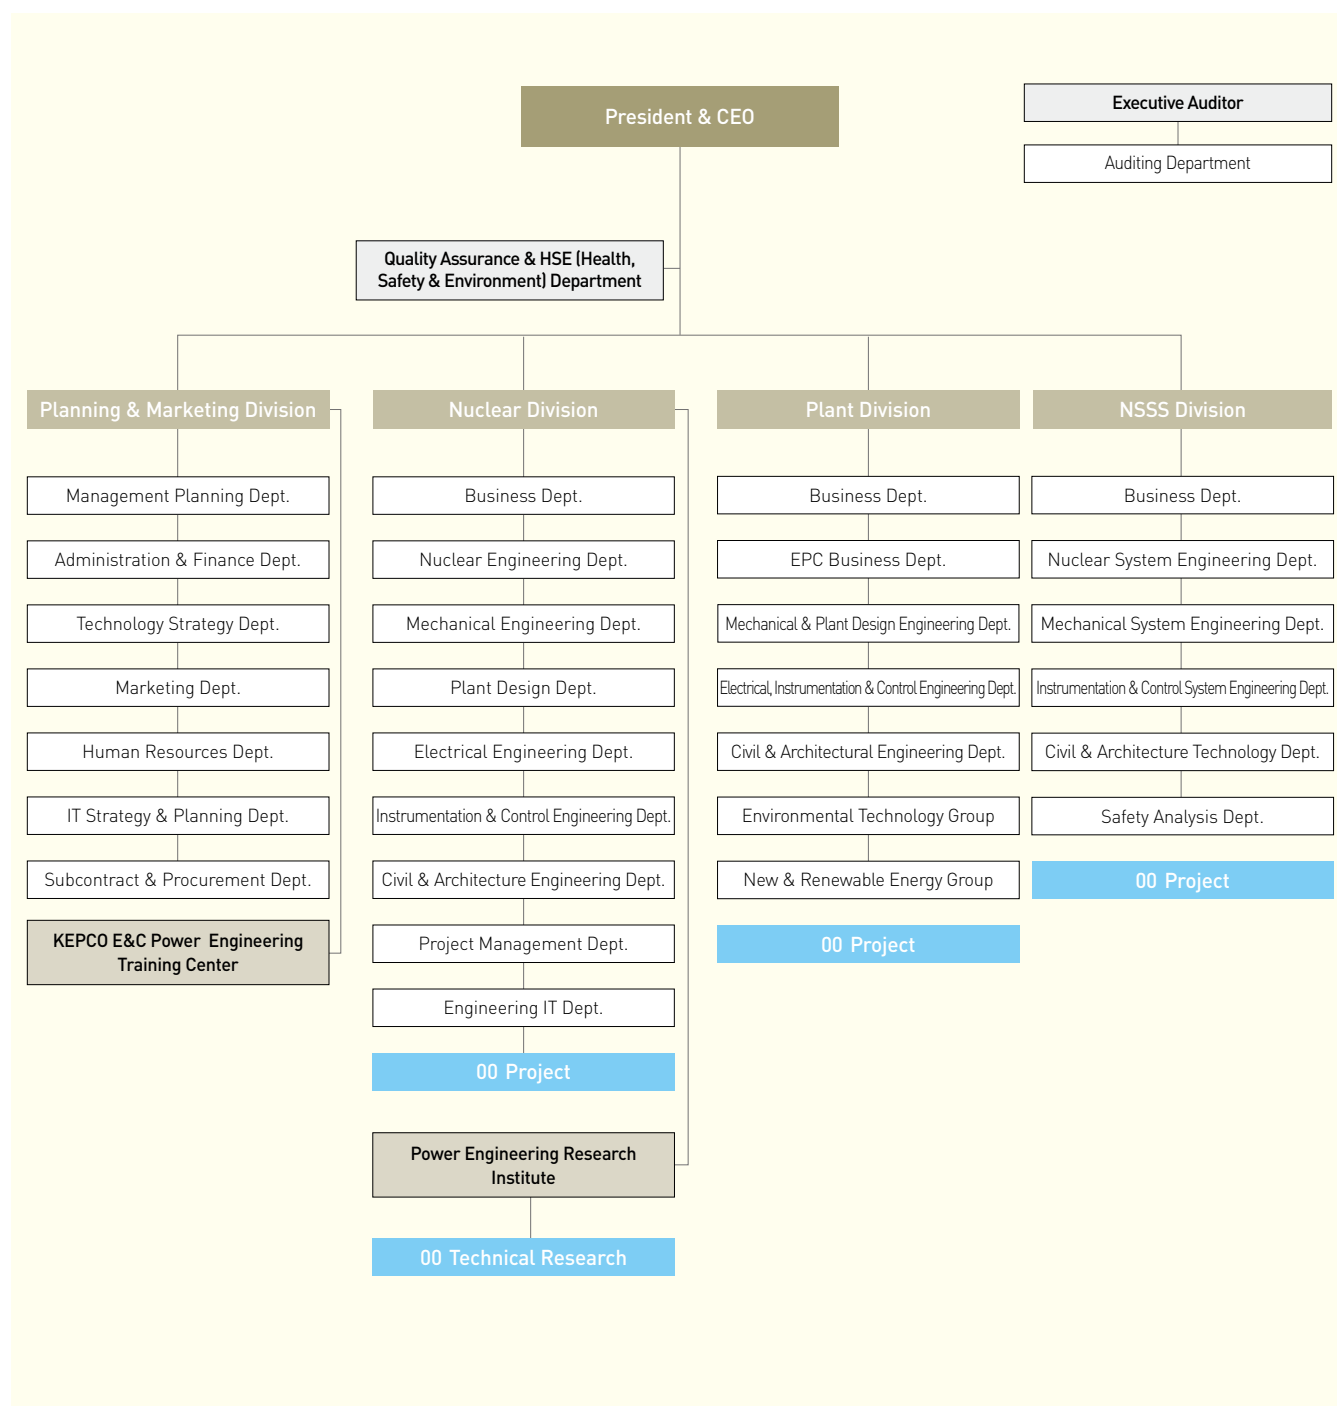 President & CEO
Executive Auditor
Auditing Department
Quality Assurance & HSE (Health,
Safety & Environment) Department
Planning & Marketing Division
Management Planning Dept.
Administration & Finance Dept.
Technology Strategy Dept.
Marketing Dept.
Human Resources Dept.
IT Strategy & Planning Dept.
Subcontract & Procurement Dept.
KEPCO E&C Power Engineering
Training Center
Nuclear Division
Business Dept.
Nuclear Engineering Dept.
Mechanical Engineering Dept.
Plant Design Dept.
Electrical Engineering Dept.
Instrumentation & Control Engineering Dept.
Civil & Architecture Engineering Dept.
Project Management Dept.
Engineering IT Dept.
00 Project
Power Engineering Research
Institute
00 Technical Research
Plant Division
Business Dept.
EPC Business Dept.
Mechanical & Plant Design Engineering Dept.
Electrical, Instrumentation & Control Engineering Dept.
Civil & Architectural Engineering Dept.
Environmental Technology Group
New & Renewable Energy Group
00 Project
NSSS Division
Business Dept.
Nuclear System Engineering Dept.
Mechanical System Engineering Dept.
Instrumentation & Control System Engineering Dept.
Civil & Architecture Technology Dept.
Safety Analysis Dept.
00 Project